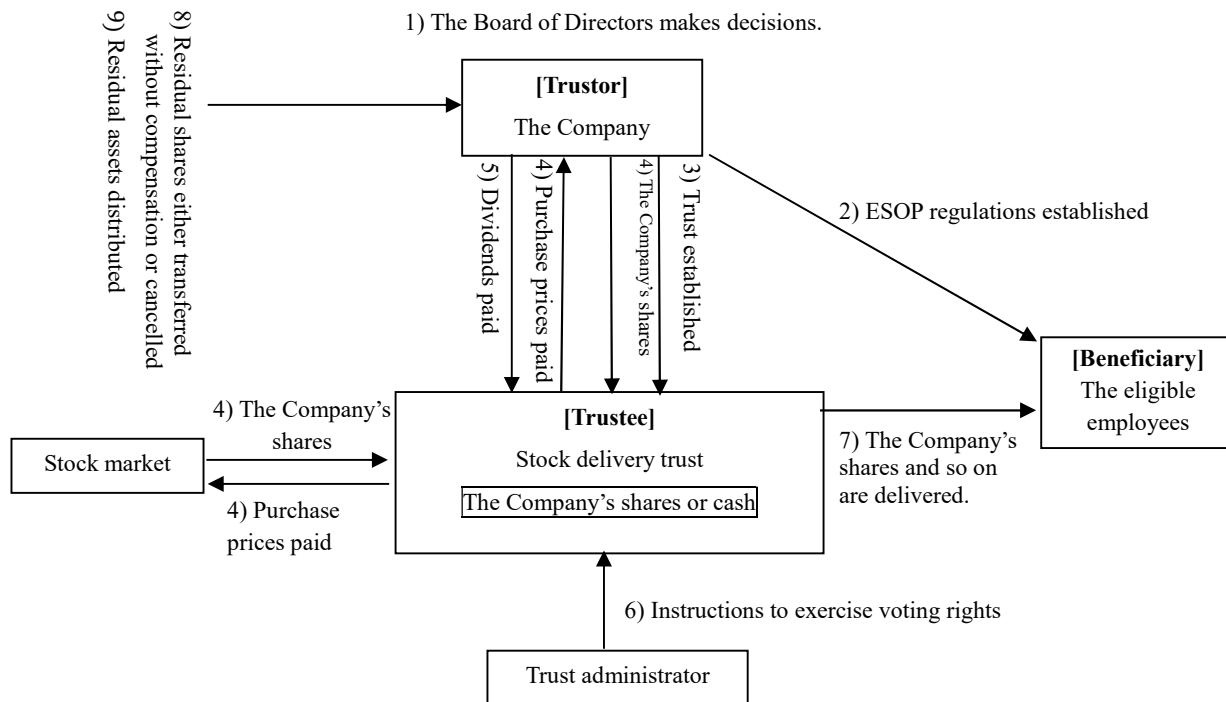 1) The Board of Directors makes decisions.
8) Residual shares either transferred
without compensation or cancelled
9) Residual assets distributed
[Trustor]
The Company
5) Dividends paid
4) Purchase prices paid
4) The Company's shares
3) Trust established
2) ESOP regulations established
[Beneficiary]
The eligible
employees
4) The Company's
shares
Stock market
4) Purchase
prices paid
[Trustee]
Stock delivery trust
The Company's shares or cash
7) The Company's
shares and so on
are delivered.
6) Instructions to exercise voting rights
Trust administrator